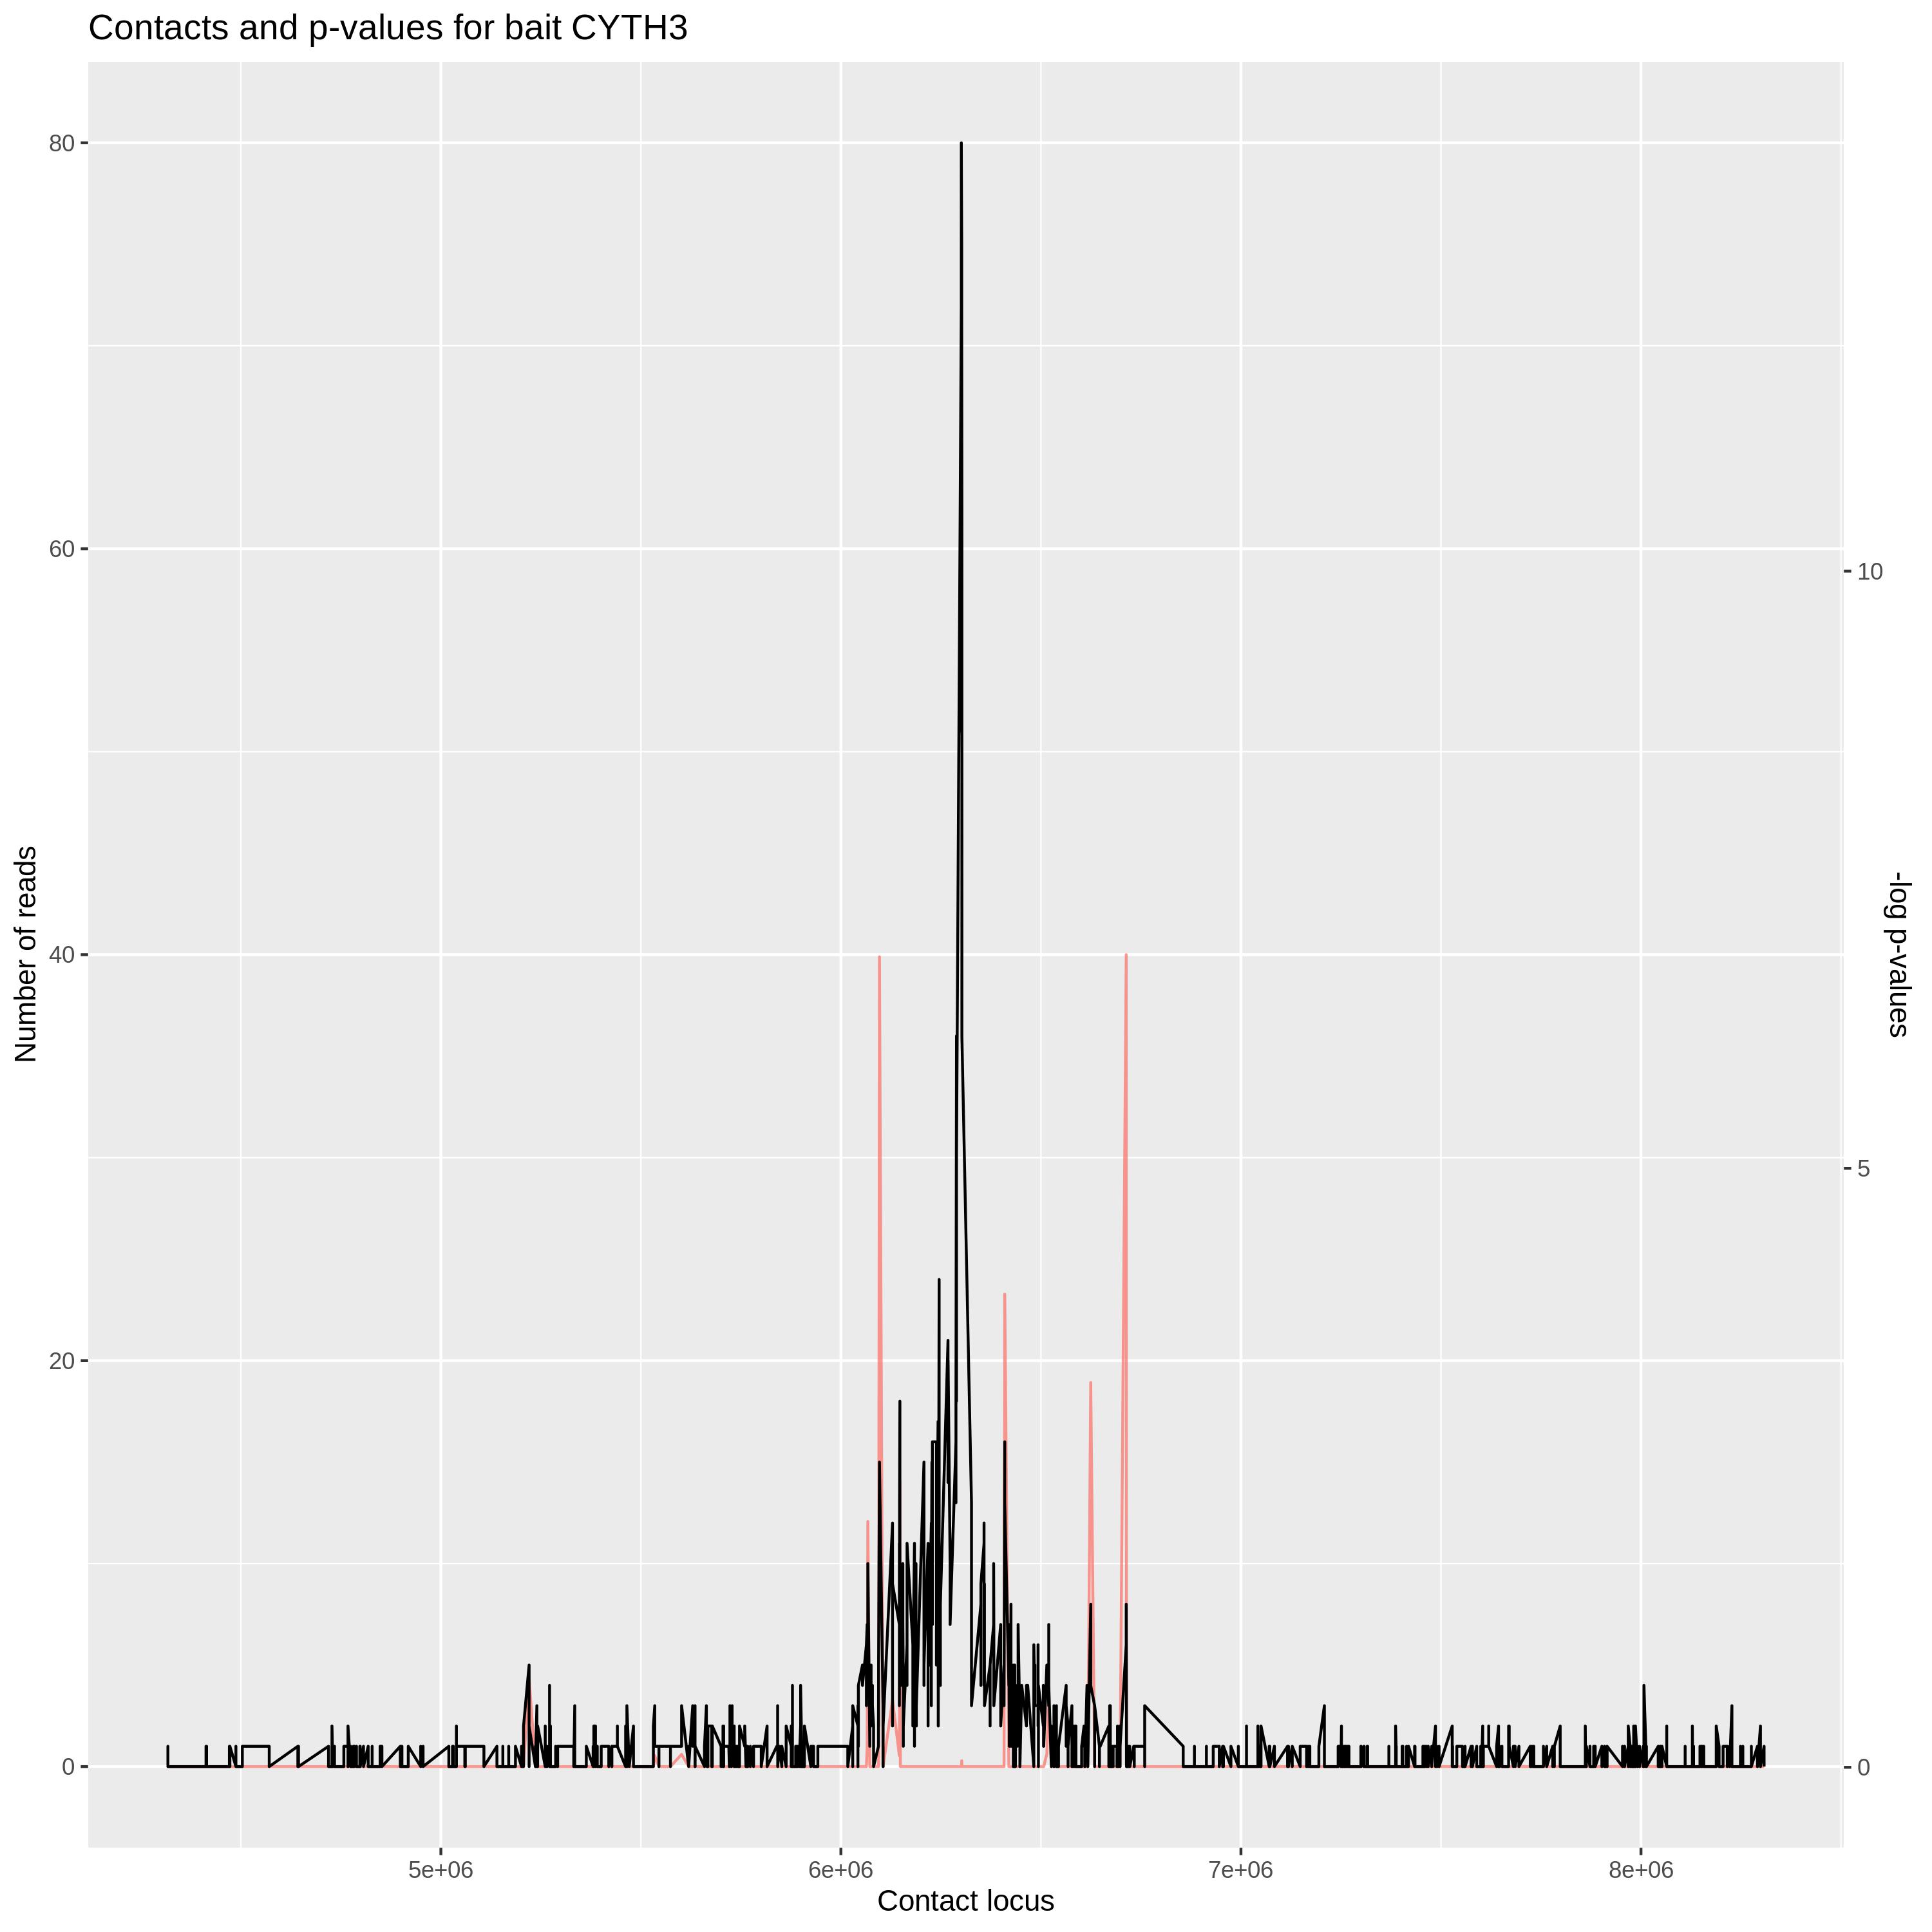 Contacts and p-values for bait CYTH3
80
60
40
20
0
Number of reads
10
5
0
-log p-values
5e+06 6e+06 7e+06 8e+06
Contact locus